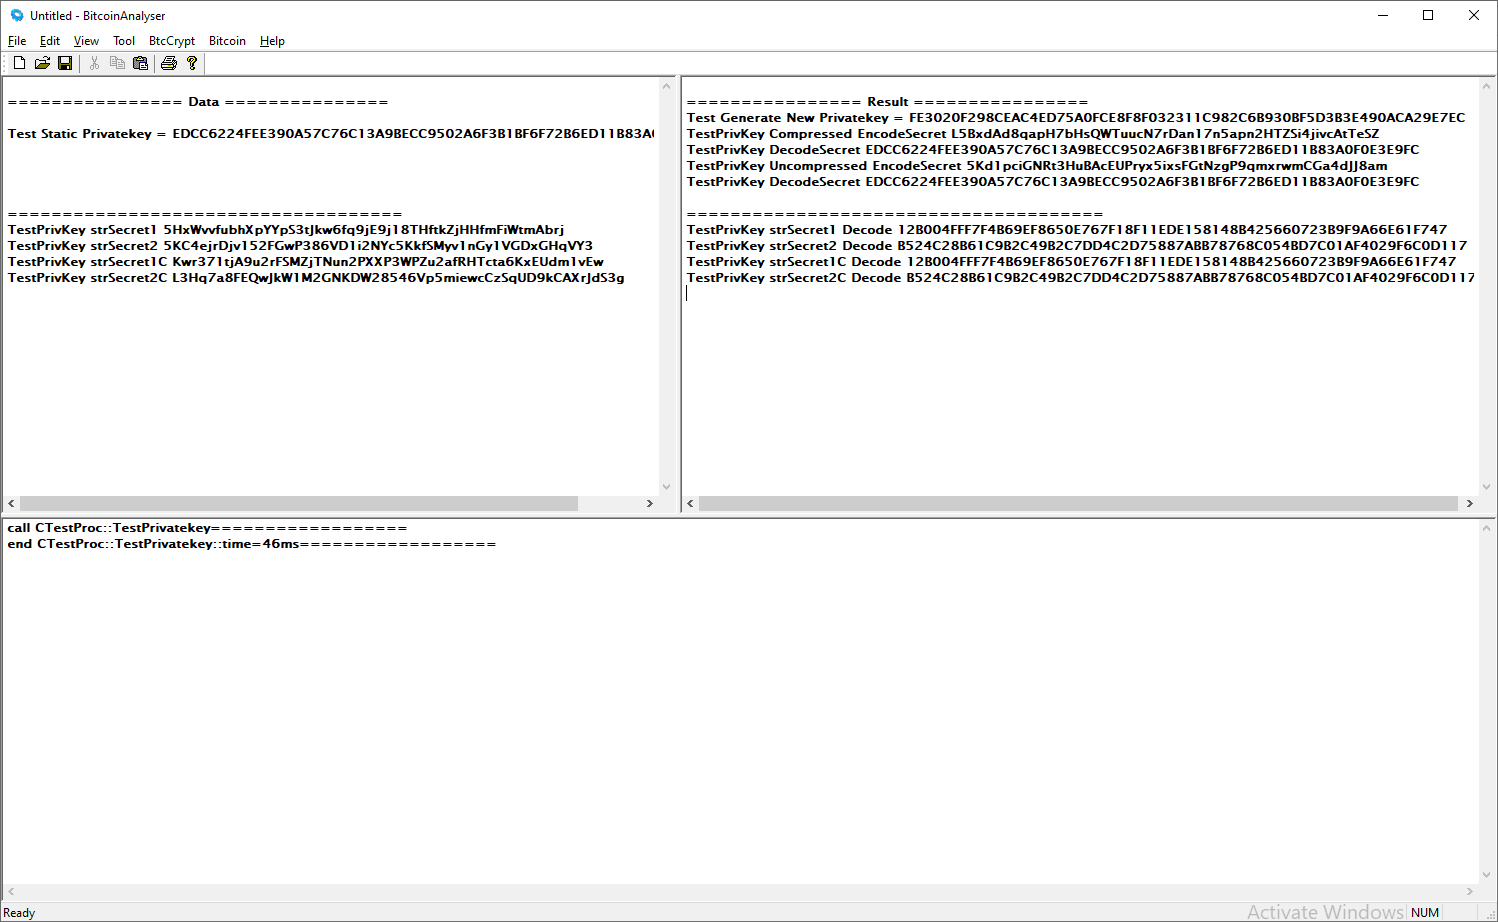 Untitled - BitcoinAnalyser
File Edit View Tool BtcCrypt Bitcoin Help
================ Data ===============
Test Static Privatekey = EDCC6224FEE390A57C76C13A9BECC9502A6F3B1BF6F72B6ED11B83A
====================================
TestPrivKey strSecret1 5HxWvvfubhXpYYpS3tJkw6fq9jE9j18THftkZjHHfmFiWtmAbrj
TestPrivKey strSecret2 5KC4ejrDjv152FGwP386VD1i2NYc5KkfSMyv1nGy1VGDxGHqVY3
TestPrivKey strSecret1C Kwr371tjA9u2rFSMZjTNun2PXXP3WPZu2afRHTcta6KxEUdm1vEw
TestPrivKey strSecret2C L3Hq7a8FEQwJkW1M2GNKDW28546Vp5miewcCzSqUD9kCAXrJdS3g
================ Result ================
Test Generate New Privatekey = FE3020F298CEAC4ED75A0FCE8F8F032311C982C6B930BF5D3B3E490ACA29E7EC
TestPrivKey Compressed EncodeSecret L5BxdAd8qapH7bHsQWTuucN7rDan17n5apn2HTZSi4jivcAtTeSZ
TestPrivKey DecodeSecret EDCC6224FEE390A57C76C13A9BECC9502A6F3B1BF6F72B6ED11B83A0F0E3E9FC
TestPrivKey Uncompressed EncodeSecret 5Kd1pciGNRt3HuBAcEUPryx5ixsFGtNzgP9qmxrwmCGa4dJJ8am
TestPrivKey DecodeSecret EDCC6224FEE390A57C76C13A9BECC9502A6F3B1BF6F72B6ED11B83A0F0E3E9FC
======================================
TestPrivKey strSecret1 Decode 12B004FFF7F4B69EF8650E767F18F11EDE158148B425660723B9F9A66E61F747
TestPrivKey strSecret2 Decode B524C28B61C9B2C49B2C7DD4C2D75887ABB78768C054BD7C01AF4029F6C0D117
TestPrivKey strSecret1C Decode 12B004FFF7F4B69EF8650E767F18F11EDE158148B425660723B9F9A66E61F747
TestPrivKey strSecret2C Decode B524C28B61C9B2C49B2C7DD4C2D75887ABB78768C054BD7C01AF4029F6C0D117
call CTestProc::TestPrivatekey==================
end CTestProc::TestPrivatekey::time=46ms==================
Ready
Activate Windows
NUM